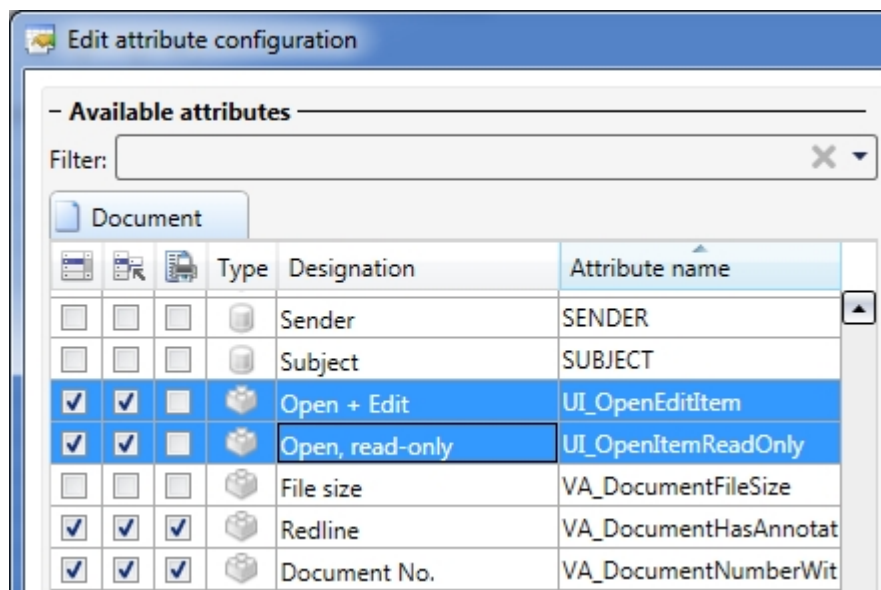 Edit attribute configuration
Available attributes
Filter:
Document
Type Designation Attribute name
Sender SENDER
Subject SUBJECT
Open + Edit UI_OpenEditItem
Open, read-only UI_OpenItemReadOnly
File size VA_DocumentFileSize
Redline VA_DocumentHasAnnotat
Document No. VA_DocumentNumberWit